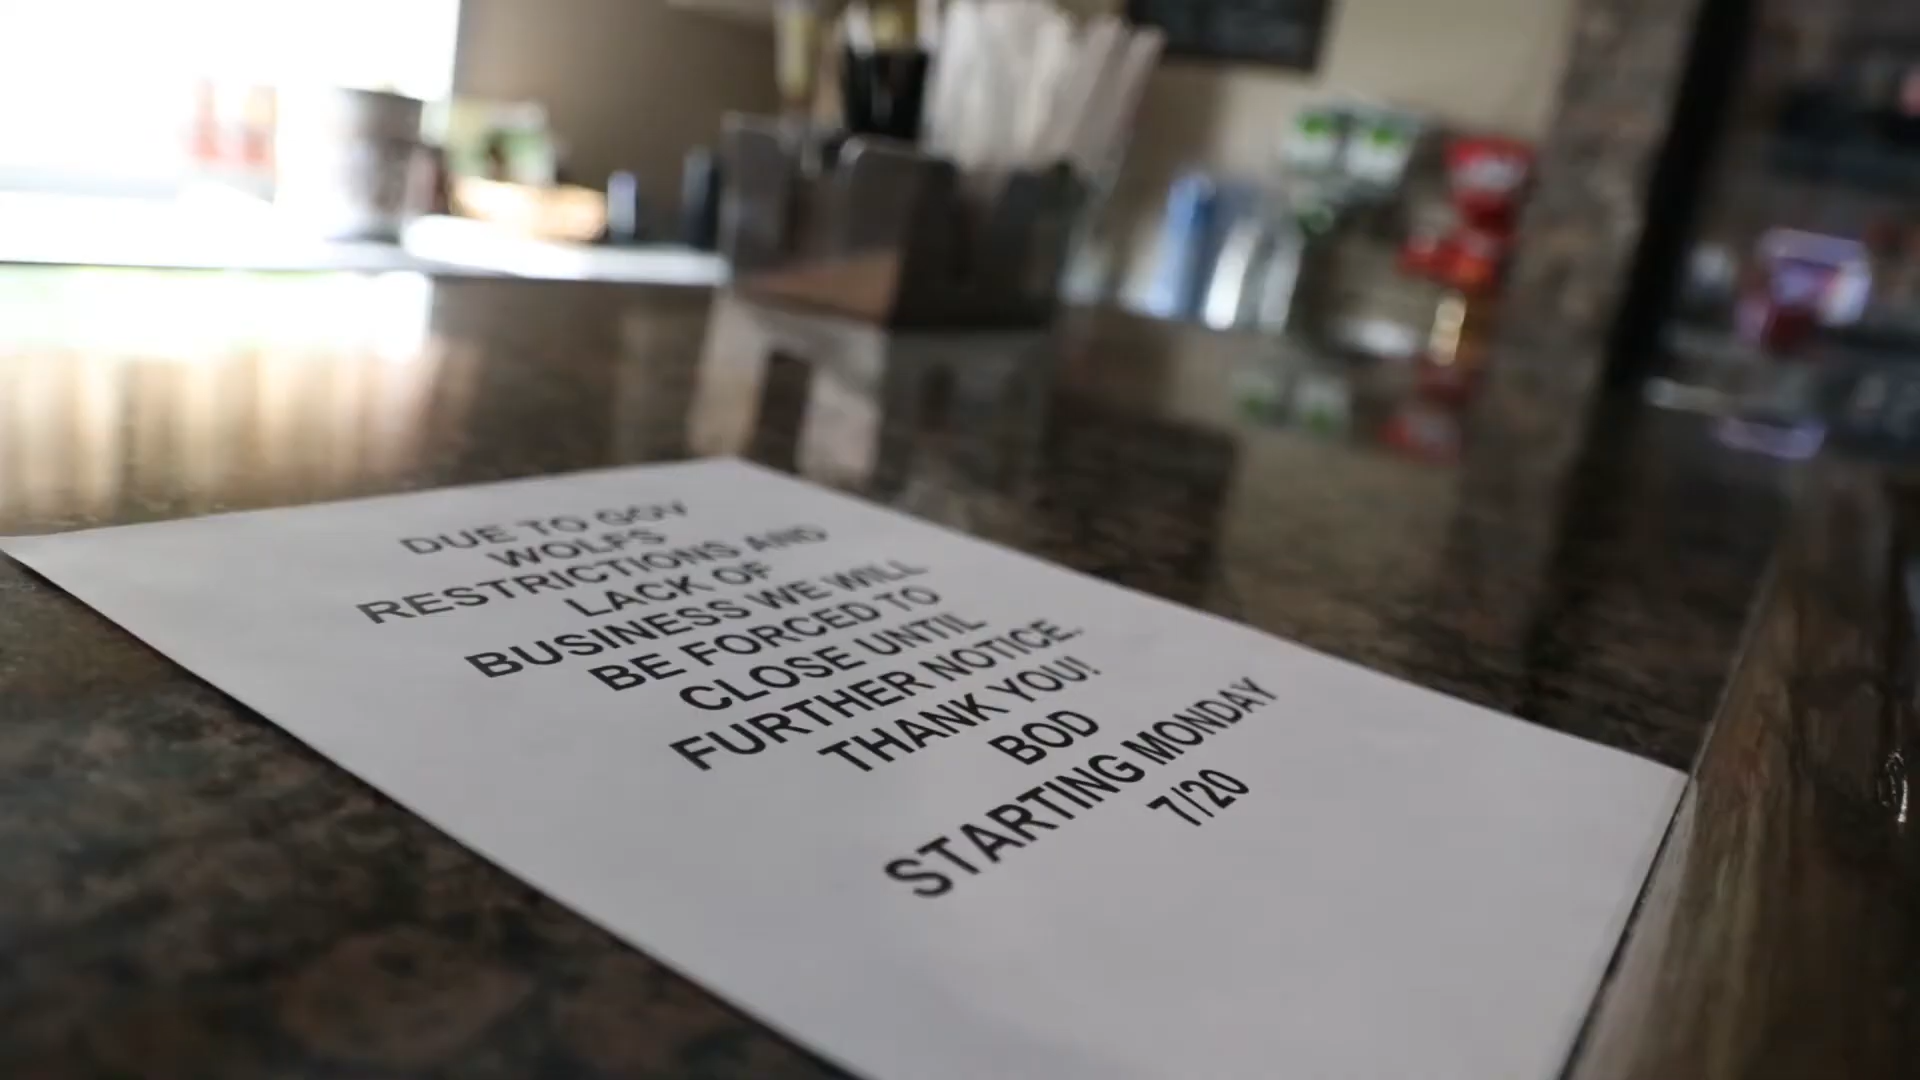 DUE TO GOV
WOLFS
RESTRICTIONS AND
LACK OF
BUSINESS WE WILL
BE FORCED TO
CLOSE UNTIL
FURTHER NOTICE.
THANK YOU!
BOD
STARTING MONDAY
7/20